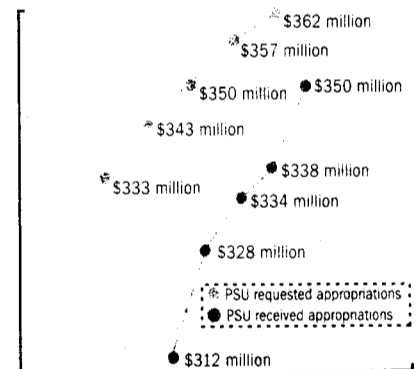 $362 million
$357 million
$350 million
$350 million
$343 million
$338 million
$333 million
$334 million
$328 million
PSU requested appropriations
PSU received appropriations
$312 million